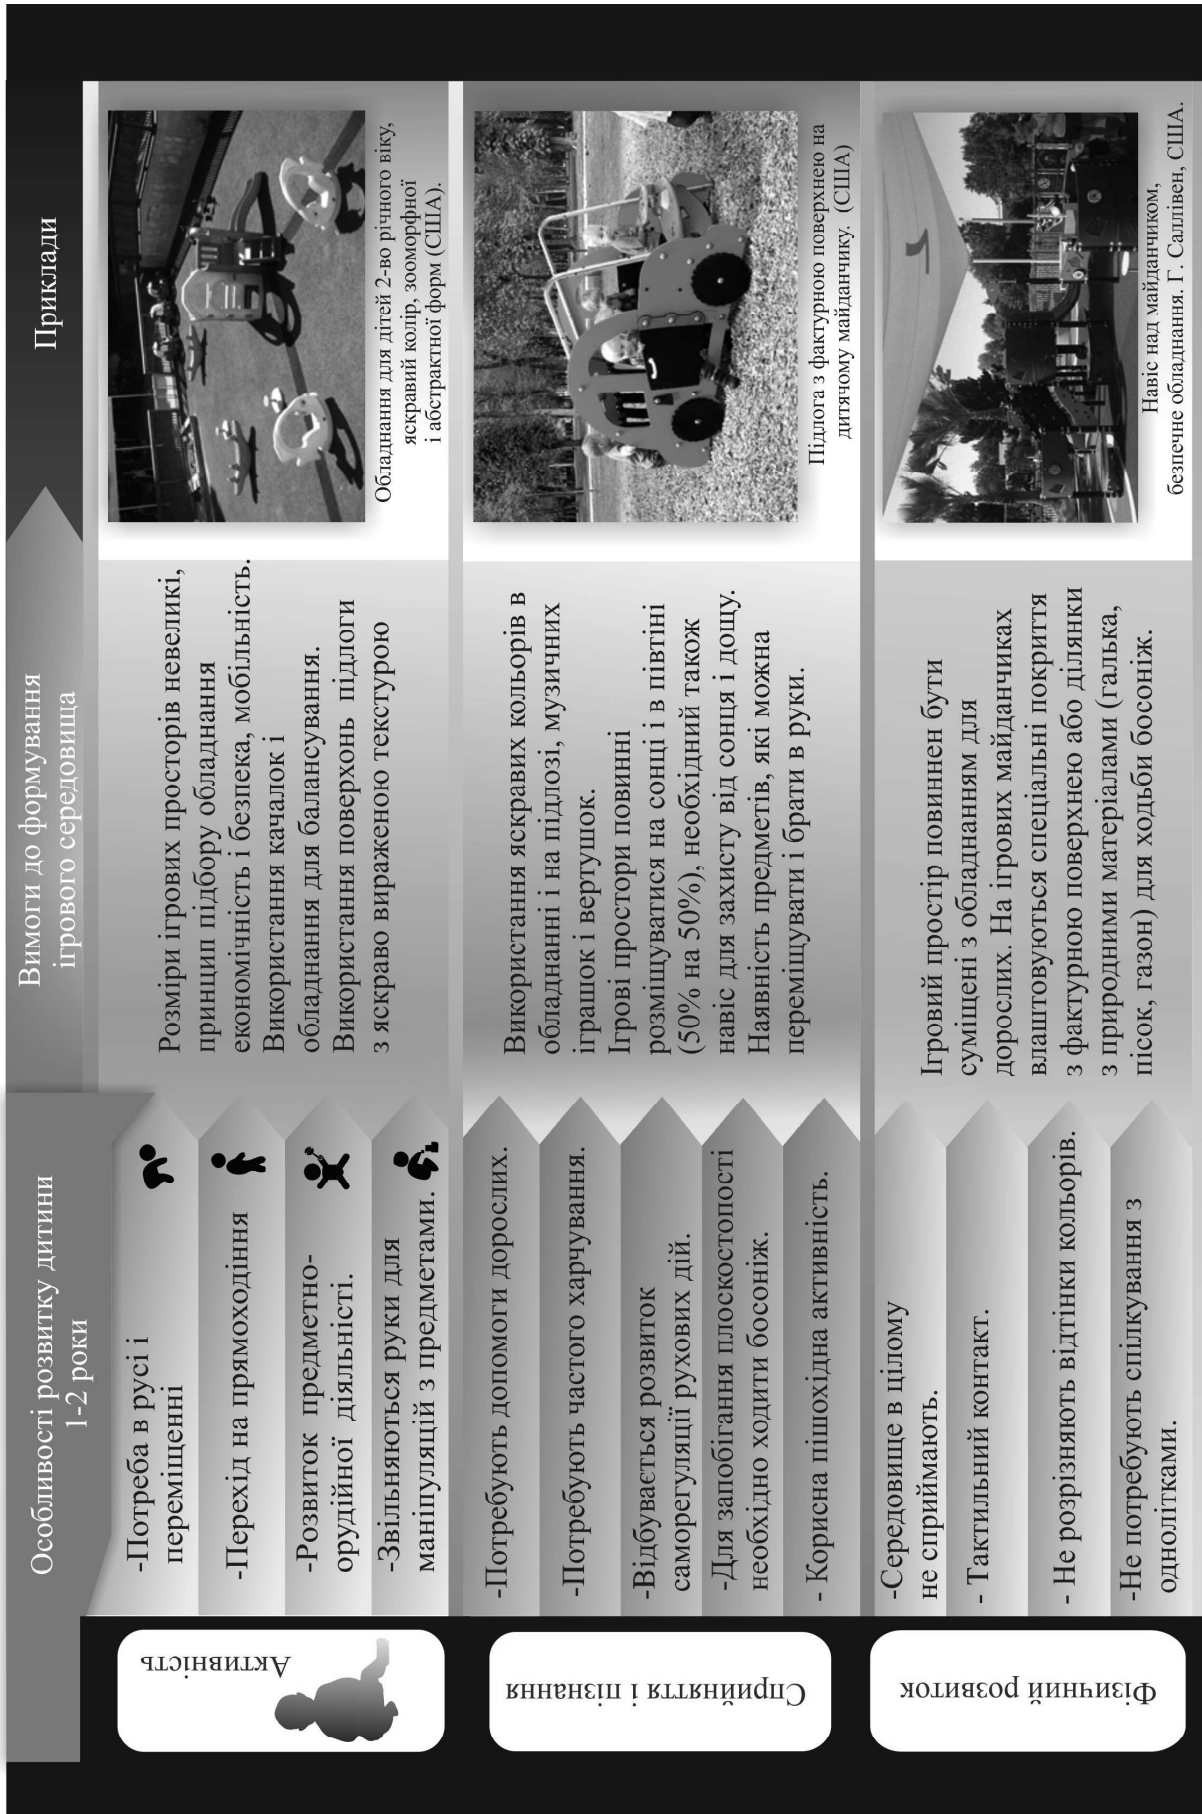 Особливості розвитку дитини
1-2 роки
Вимоги до формування
ігрового середовища
Приклади
Активність
-Потреба в русі і
переміщенні
-Перехід на прямоходіння
-Розвиток предметно-
орудійної діяльністі.
-Звільняються руки для
маніпуляцій з предметами.
Розміри ігрових просторів невеликі,
принцип підбору обладнання
економічність і безпека, мобільність.
Використання качалок і
обладнання для балансування.
Використання поверхонь підлоги
з яскраво вираженою текстурою
Обладнання для дітей 2-во річного віку,
яскравий колір, зооморфної
і абстрактної форм (США).
Сприйняття і пізнання
-Потребують допомоги дорослих.
-Потребують частого харчування.
-Відбувається розвиток
саморегуляції рухових дій.
-Для запобігання плоскостопості
необхідно ходити босоніж.
- Корисна пішохідна активність.
Використання яскравих кольорів в
обладнанні і на підлозі, музичних
іграшок і вертушок.
Ігрові простори повинні
розміщуватися на сонці і в півтіні
(50% на 50%), необхідний також
навіс для захисту від сонця і дощу.
Наявність предметів, які можна
переміщувати і брати в руки.
Підлога з фактурною поверхнею на
дитячому майданчику. (США)
Фізичний розвиток
-Середовище в цілому
не сприймають.
- Тактильний контакт.
- Не розрізняють відтінки кольорів.
-Не потребують спілкування з
однолітками.
Ігровий простір повиннен бути
суміщені з обладнанням для
дорослих. На ігрових майданчиках
влаштовуються спеціальні покриття
з фактурною поверхнею або ділянки
з природними матеріалами (галька,
пісок, газон) для ходьби босоніж.
Навіс над майданчиком,
безпечне обладнання. Г. Саллівен, США.